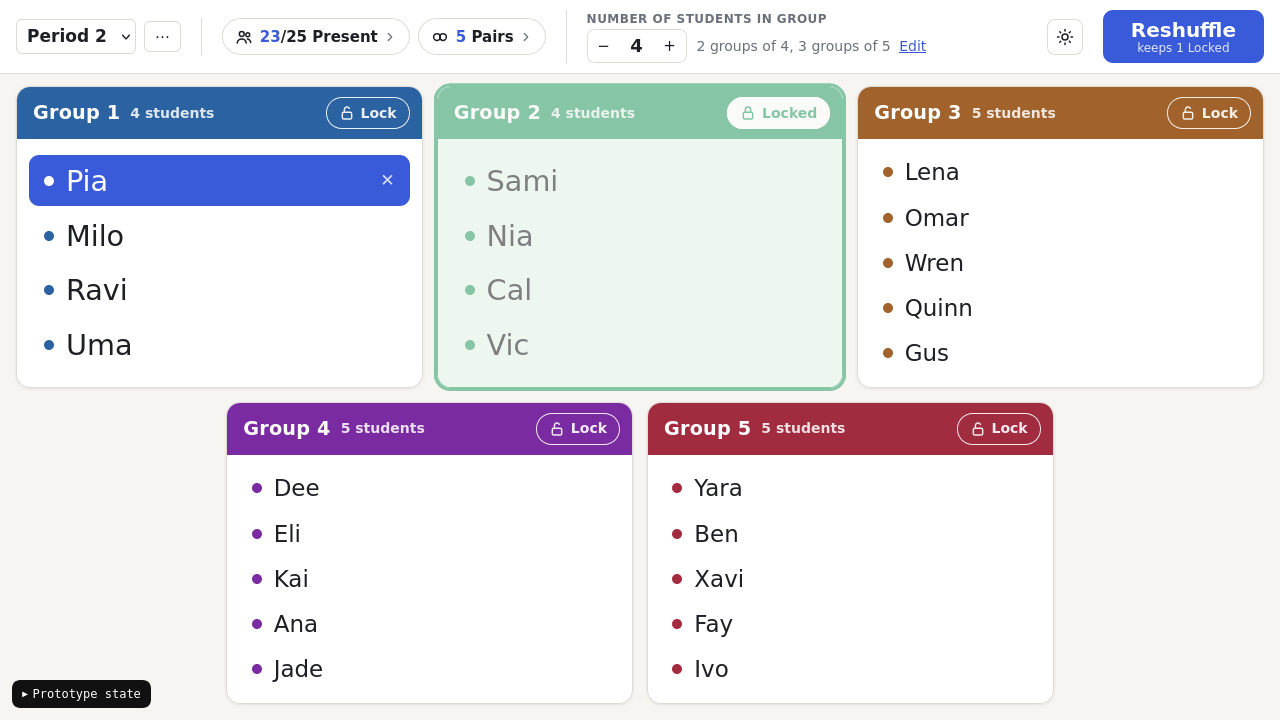 Period 2
...
23/25 Present
5 Pairs
NUMBER OF STUDENTS IN GROUP
− 4 +
2 groups of 4, 3 groups of 5 Edit
Reshuffle
keeps 1 Locked
Group 1 4 students Lock
Pia ×
Milo
Ravi
Uma
Group 2 4 students Locked
Sami
Nia
Cal
Vic
Group 3 5 students Lock
Lena
Omar
Wren
Quinn
Gus
Group 4 5 students Lock
Dee
Eli
Kai
Ana
Jade
Group 5 5 students Lock
Yara
Ben
Xavi
Fay
Ivo
▶ Prototype state